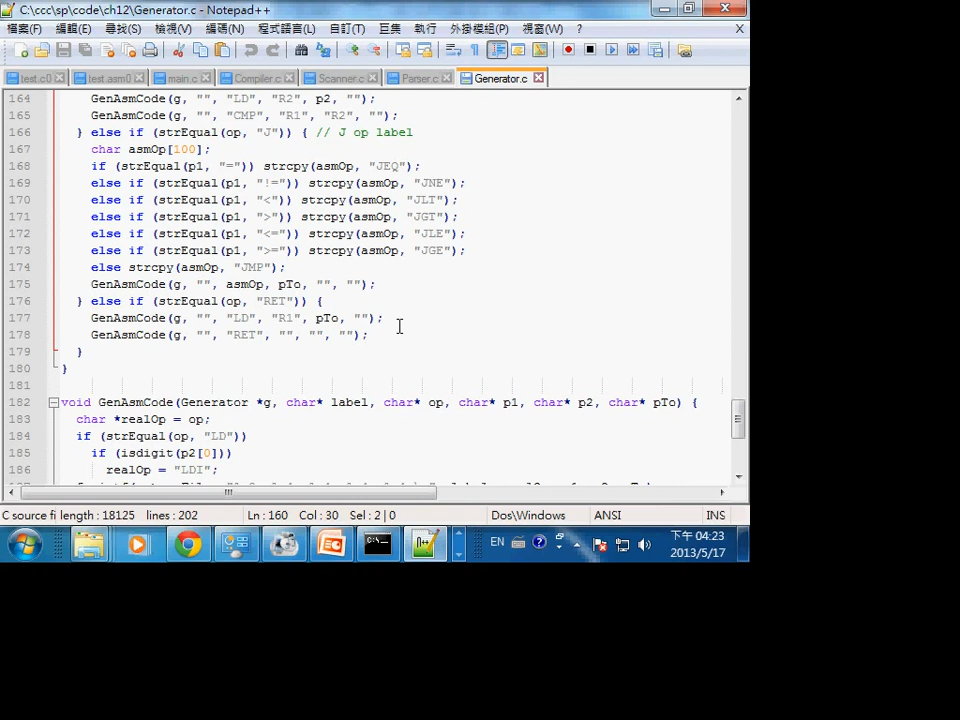 C:\ccc\sp\code\ch12\Generator.c - Notepad++
檔案(F) 編輯(E) 尋找(S) 檢視(V) 編碼(N) 程式語言(L) 自訂(T) 巨集 執行 外掛模組(P) 視窗(W) ? X
test.c0 test.asm0 main.c Compiler.c Scanner.c Parser.c Generator.c
164 GenAsmCode(g, "", "LD", "R2", p2, "");
165 GenAsmCode(g, "", "CMP", "R1", "R2", "");
166 } else if (strEqual(op, "J")) { // J op label
167 char asmOp[100];
168 if (strEqual(p1, "=")) strcpy(asmOp, "JEQ");
169 else if (strEqual(p1, "!=")) strcpy(asmOp, "JNE");
170 else if (strEqual(p1, "<")) strcpy(asmOp, "JLT");
171 else if (strEqual(p1, ">")) strcpy(asmOp, "JGT");
172 else if (strEqual(p1, "<=")) strcpy(asmOp, "JLE");
173 else if (strEqual(p1, ">=")) strcpy(asmOp, "JGE");
174 else strcpy(asmOp, "JMP");
175 GenAsmCode(g, "", asmOp, pTo, "", "");
176 } else if (strEqual(op, "RET")) {
177 GenAsmCode(g, "", "LD", "R1", pTo, "");
178 GenAsmCode(g, "", "RET", "", "", "");
179 }
180 }
181
182 void GenAsmCode(Generator *g, char* label, char* op, char* p1, char* p2, char* pTo) {
183 char *realOp = op;
184 if (strEqual(op, "LD"))
185 if (isdigit(p2[0]))
186 realOp = "LDI";
C source fi length : 18125 lines : 202 Ln : 160 Col : 30 Sel : 2 | 0 Dos\Windows ANSI INS
EN 下午 04:23
2013/5/17